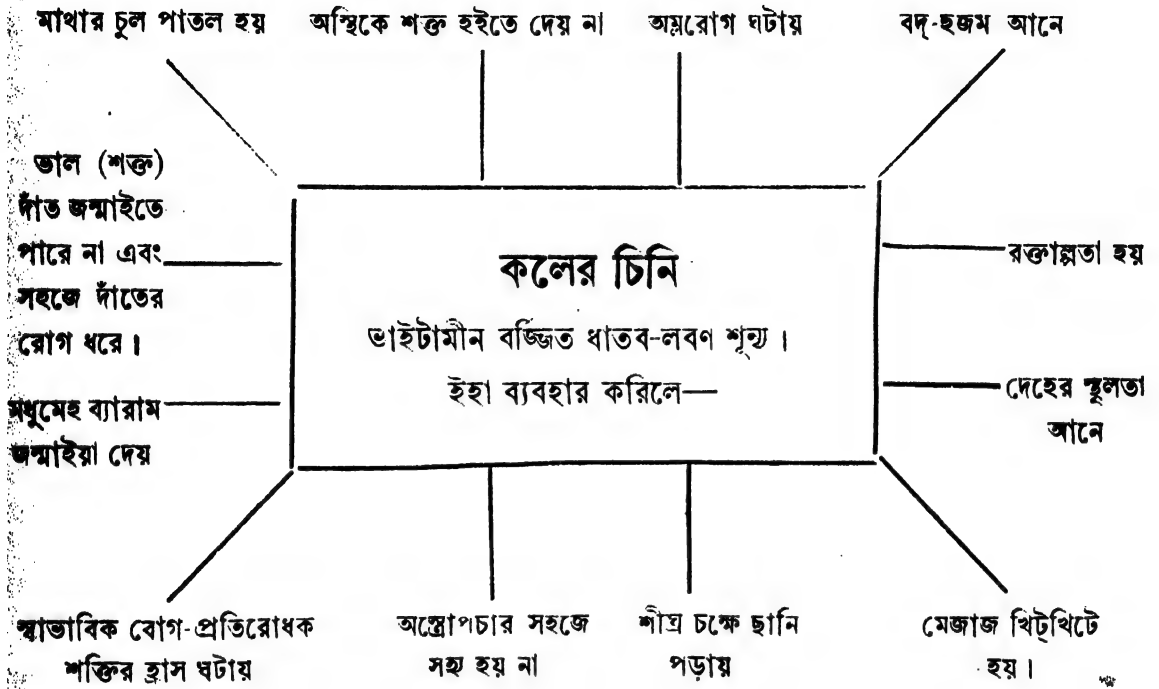 মাথার চুল পাতল হয়
অস্থিকে শক্ত হইতে দেয় না
অম্লরোগ ঘটায়
বদ্-হজম আনে
ভাল (শক্ত)
দাঁত জন্মাইতে
পারে না এবং
সহজে দাঁতের
রোগ ধরে।
মধুমেহ ব্যারাম
জন্মাইয়া দেয়
কলের চিনি
ভাইটামীন বর্জ্জিত ধাতব-লবণ শূন্য।
ইহা ব্যবহার করিলে—
রক্তাল্পতা হয়
দেহের স্থূলতা
আনে
স্বাভাবিক রোগ-প্রতিরোধক
শক্তির হ্রাস ঘটায়
অস্ত্রোপচার সহজে
সহ্য হয় না
শীঘ্র চক্ষে ছানি
পড়ায়
মেজাজ খিট্‌খিটে
হয়।